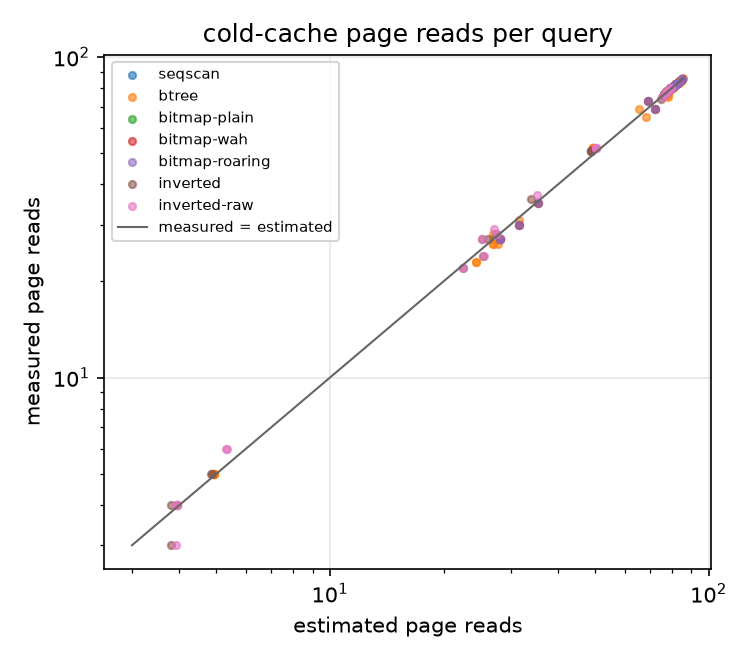 cold-cache page reads per query
10²
seqscan
btree
bitmap-plain
bitmap-wah
bitmap-roaring
inverted
inverted-raw
measured = estimated
measured page reads
10¹
10¹
10²
estimated page reads